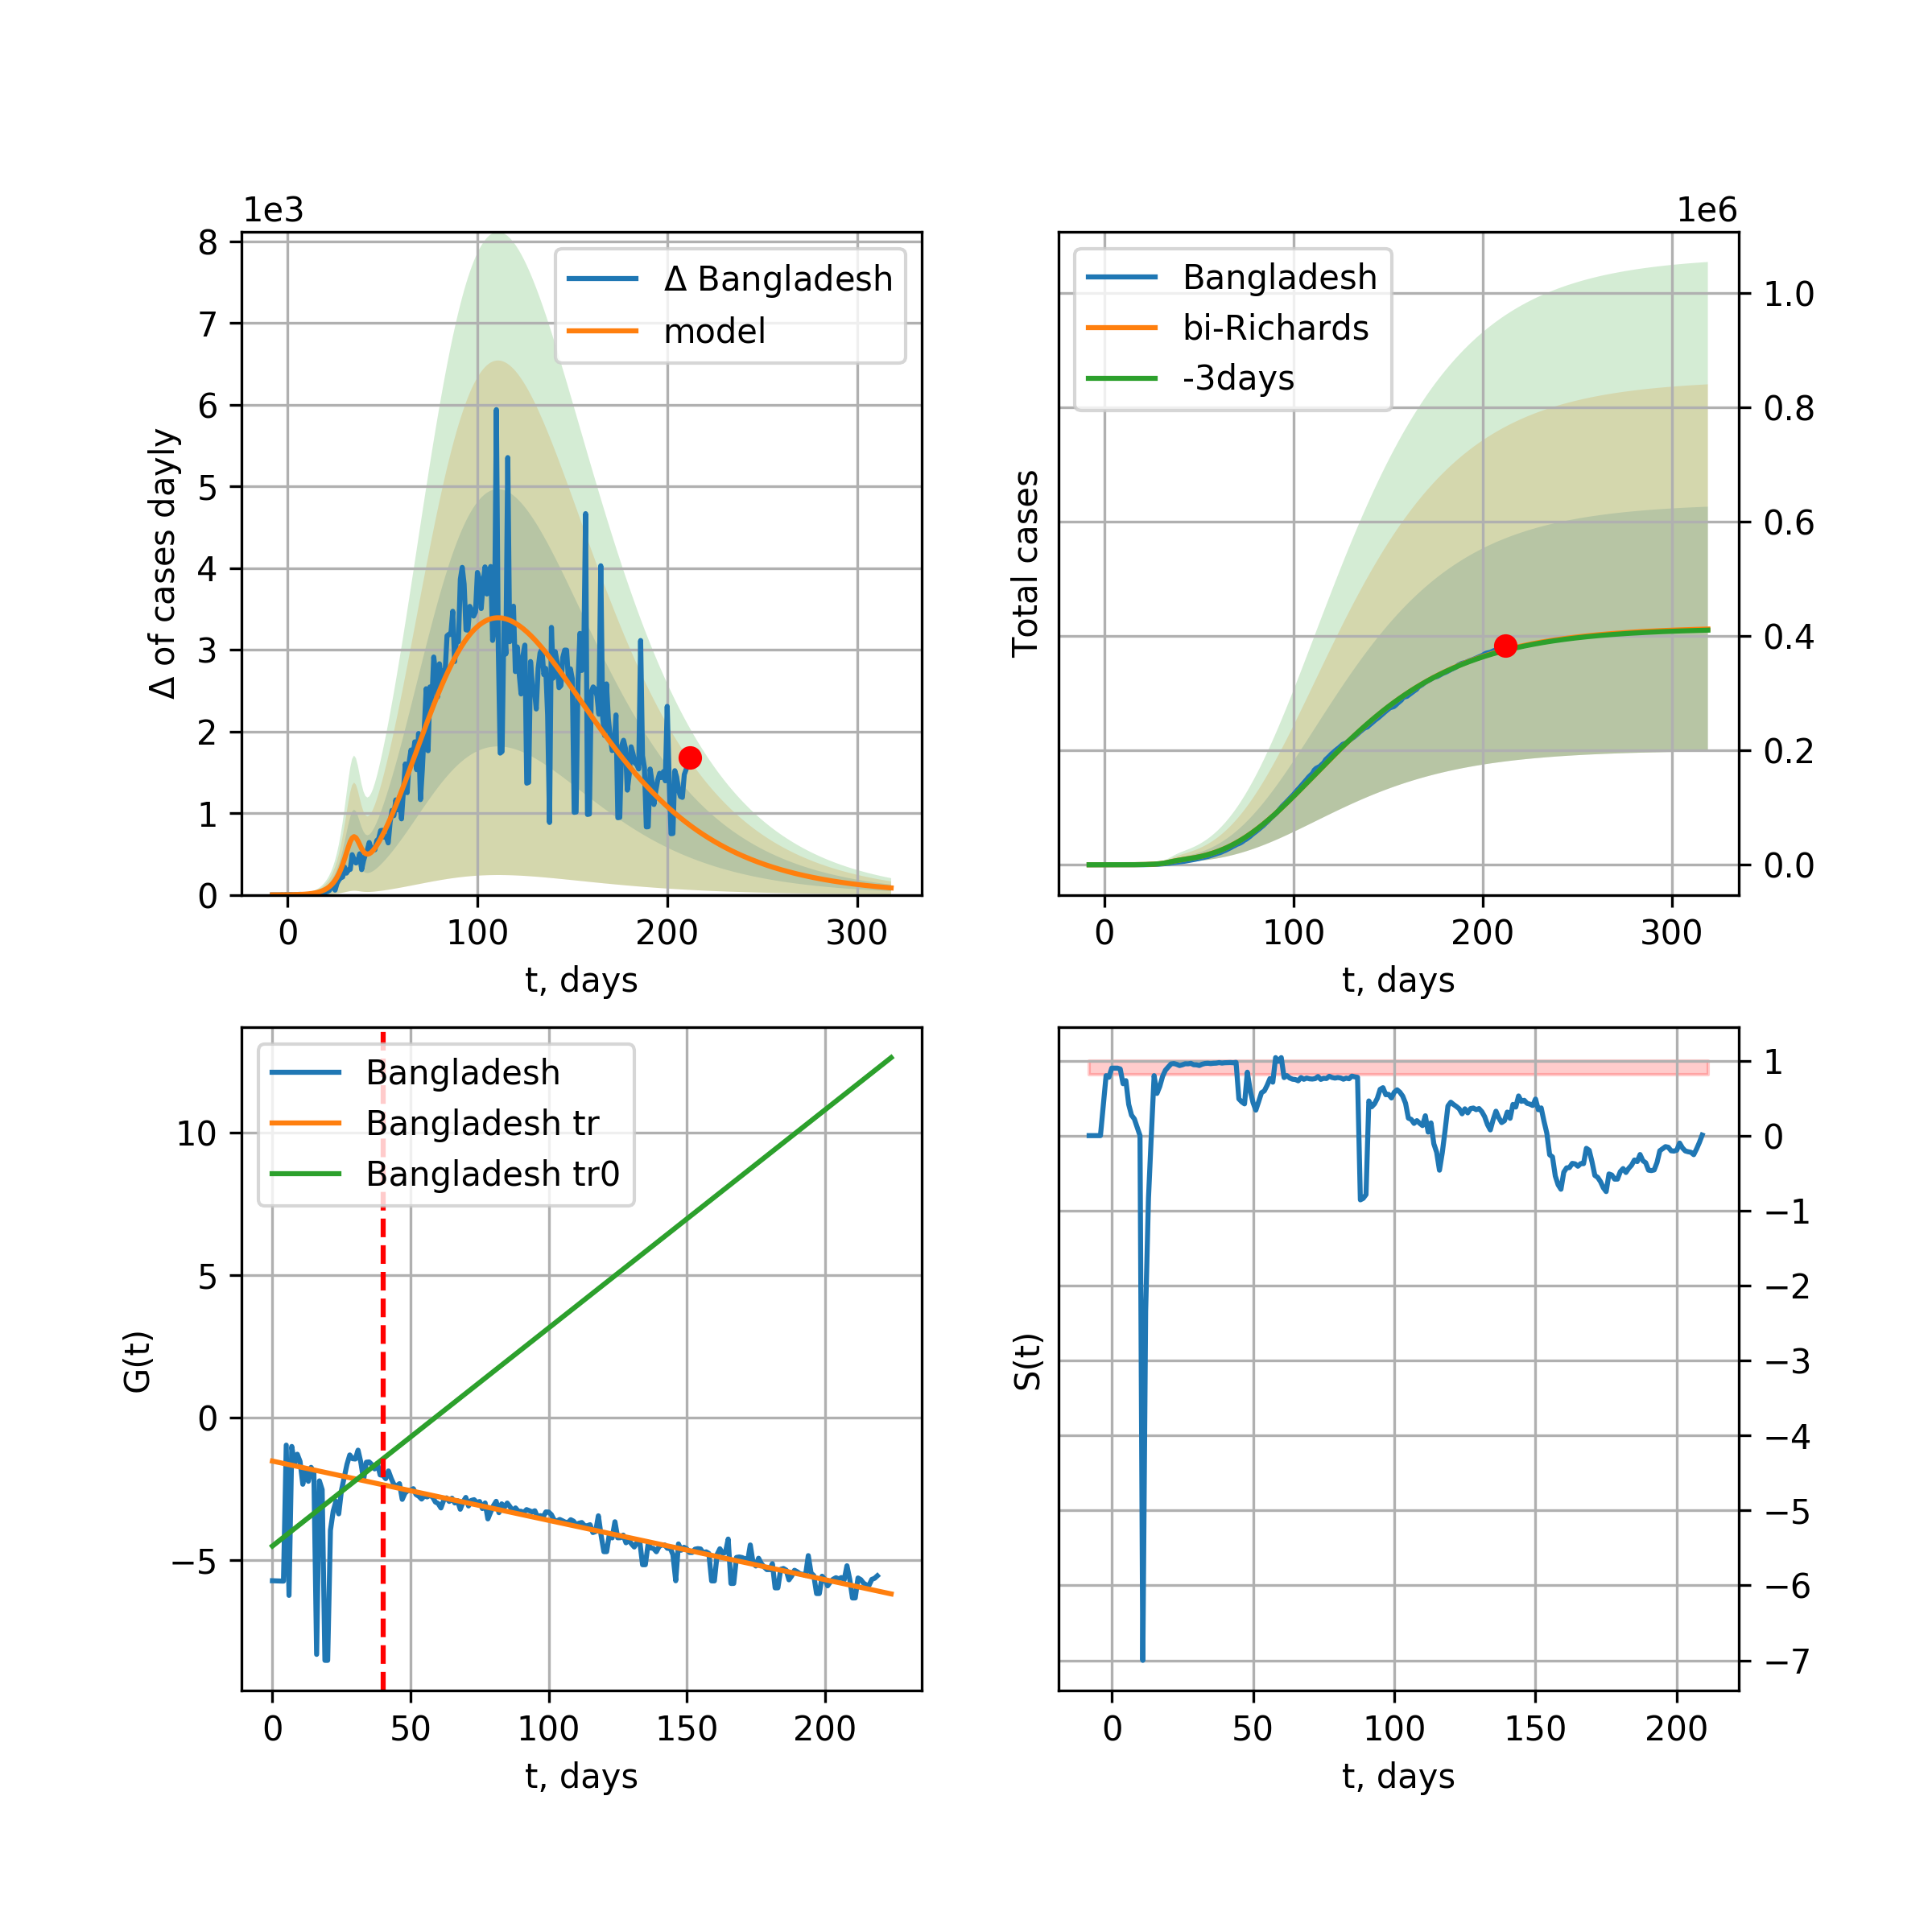 1e3
8
7
6
5
4
3
2
1
0
Δ of cases dayly
Δ Bangladesh
model
0 100 200 300
t, days
1e6
1.0
0.8
0.6
0.4
0.2
0.0
Total cases
Bangladesh
bi-Richards
-3days
0 100 200 300
t, days
10
5
0
−5
G(t)
Bangladesh
Bangladesh tr
Bangladesh tr0
0 50 100 150 200
t, days
1
0
−1
−2
−3
−4
−5
−6
−7
S(t)
0 50 100 150 200
t, days